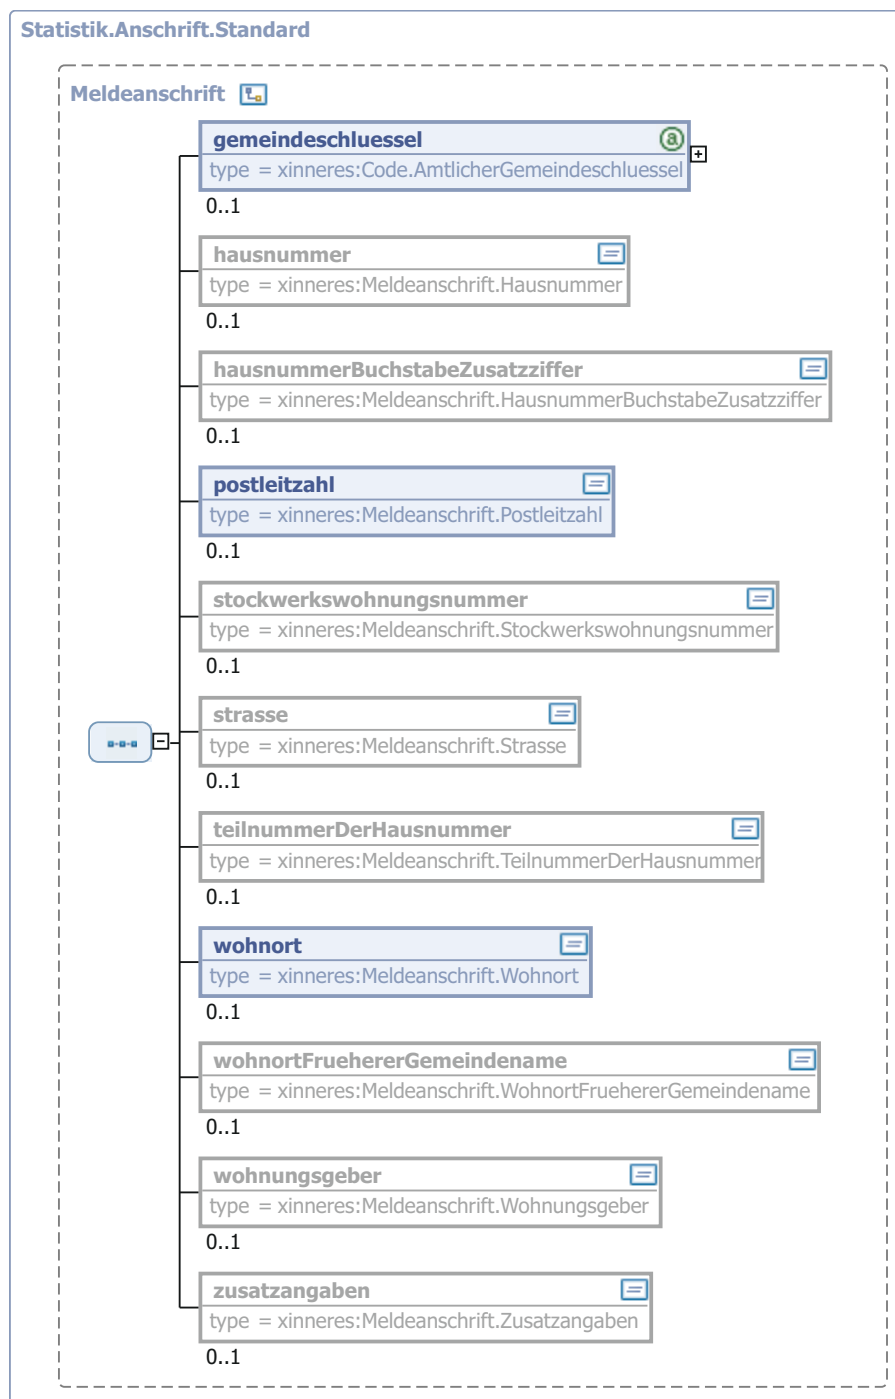 Statistik.Anschrift.Standard
Meldeanschrift
gemeindeschluessel
type = xinneres:Code.AmtlicherGemeindeschluessel
0..1
hausnummer
type = xinneres:Meldeanschrift.Hausnummer
0..1
hausnummerBuchstabeZusatzziffer
type = xinneres:Meldeanschrift.HausnummerBuchstabeZusatzziffer
0..1
postleitzahl
type = xinneres:Meldeanschrift.Postleitzahl
0..1
stockwerkswohnungsnummer
type = xinneres:Meldeanschrift.Stockwerkswohnungsnummer
0..1
strasse
type = xinneres:Meldeanschrift.Strasse
0..1
teilnummerDerHausnummer
type = xinneres:Meldeanschrift.TeilnummerDerHausnummer
0..1
wohnort
type = xinneres:Meldeanschrift.Wohnort
0..1
wohnortFruehererGemeindename
type = xinneres:Meldeanschrift.WohnortFruehererGemeindename
0..1
wohnungsgeber
type = xinneres:Meldeanschrift.Wohnungsgeber
0..1
zusatzangaben
type = xinneres:Meldeanschrift.Zusatzangaben
0..1